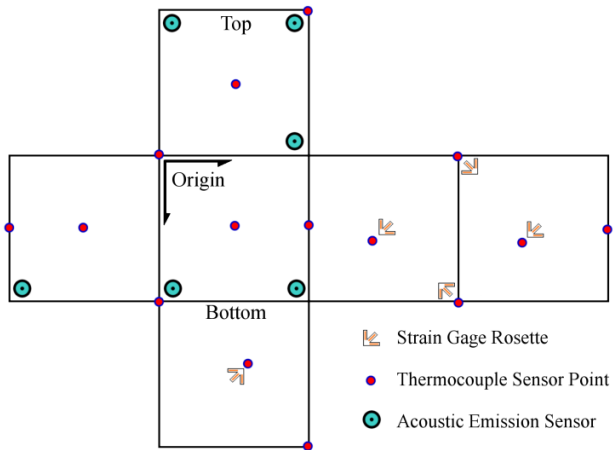 Top
Origin
Bottom
Strain Gage Rosette
Thermocouple Sensor Point
Acoustic Emission Sensor